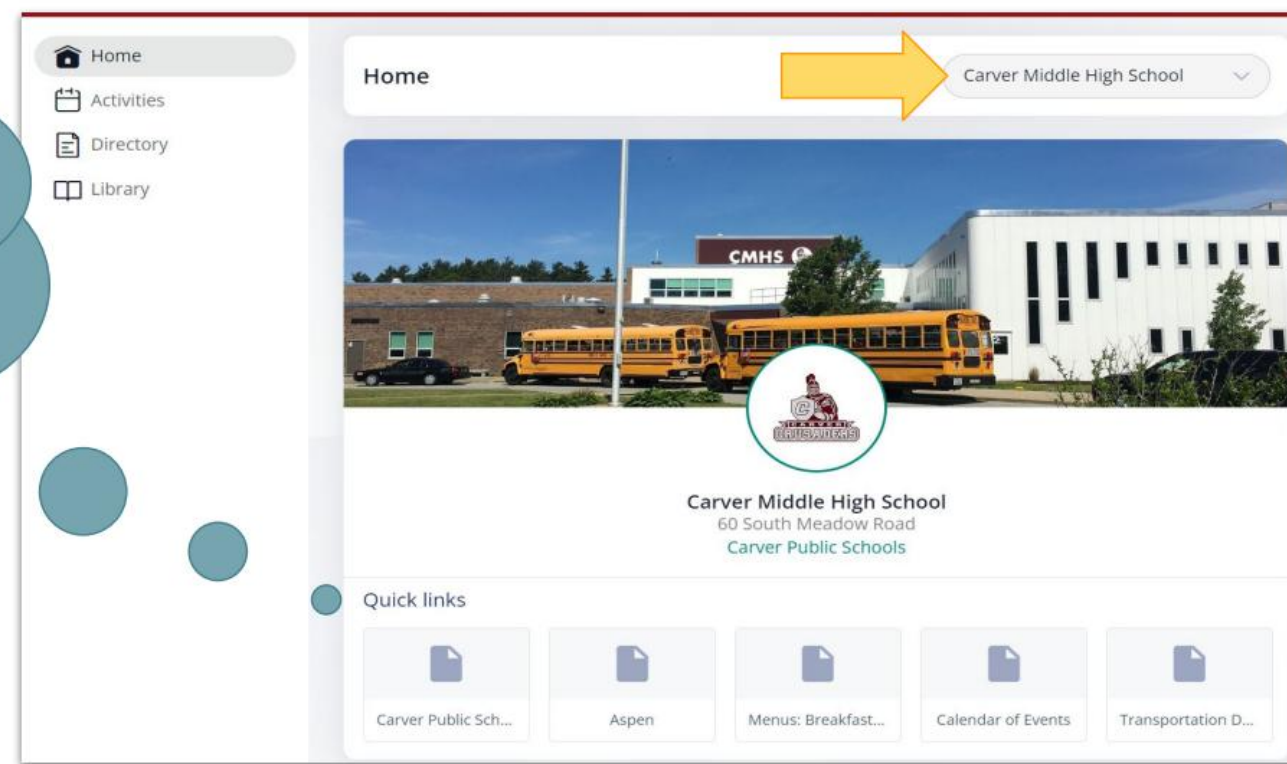 Home
Activities
Directory
Library
Home
Carver Middle High School
CMHS
C
CARVER
CRUSADERS
Carver Middle High School
60 South Meadow Road
Carver Public Schools
Quick links
Carver Public Sch...
Aspen
Menus: Breakfast...
Calendar of Events
Transportation D...